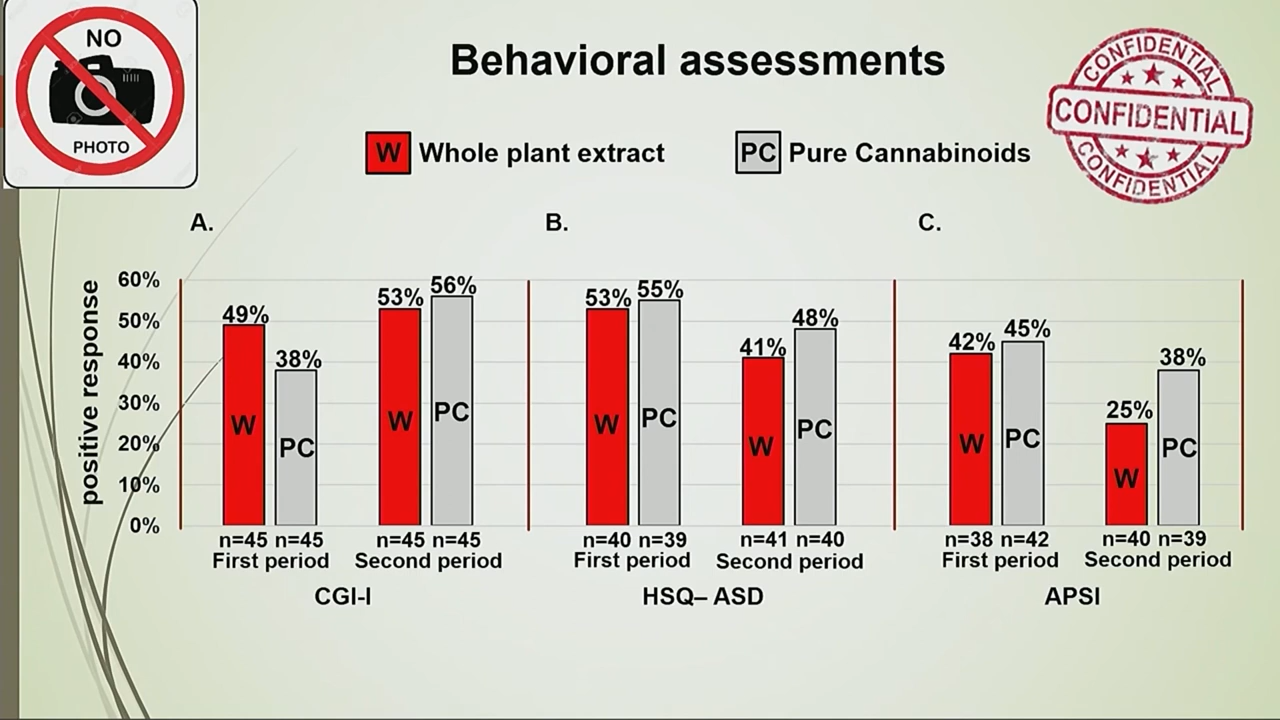 NO
PHOTO
Behavioral assessments
CONFIDENTIAL
CONFIDENTIAL
CONFIDENTIAL
W Whole plant extract
PC Pure Cannabinoids
A.
B.
C.
positive response
60%
50%
40%
30%
20%
10%
0%
49%
38%
53%
56%
W
PC
W
PC
n=45 n=45
n=45 n=45
First period
Second period
CGI-I
53%
55%
41%
48%
W
PC
W
PC
n=40 n=39
n=41 n=40
First period
Second period
HSQ– ASD
42%
45%
25%
38%
W
PC
W
PC
n=38 n=42
n=40 n=39
First period
Second period
APSI